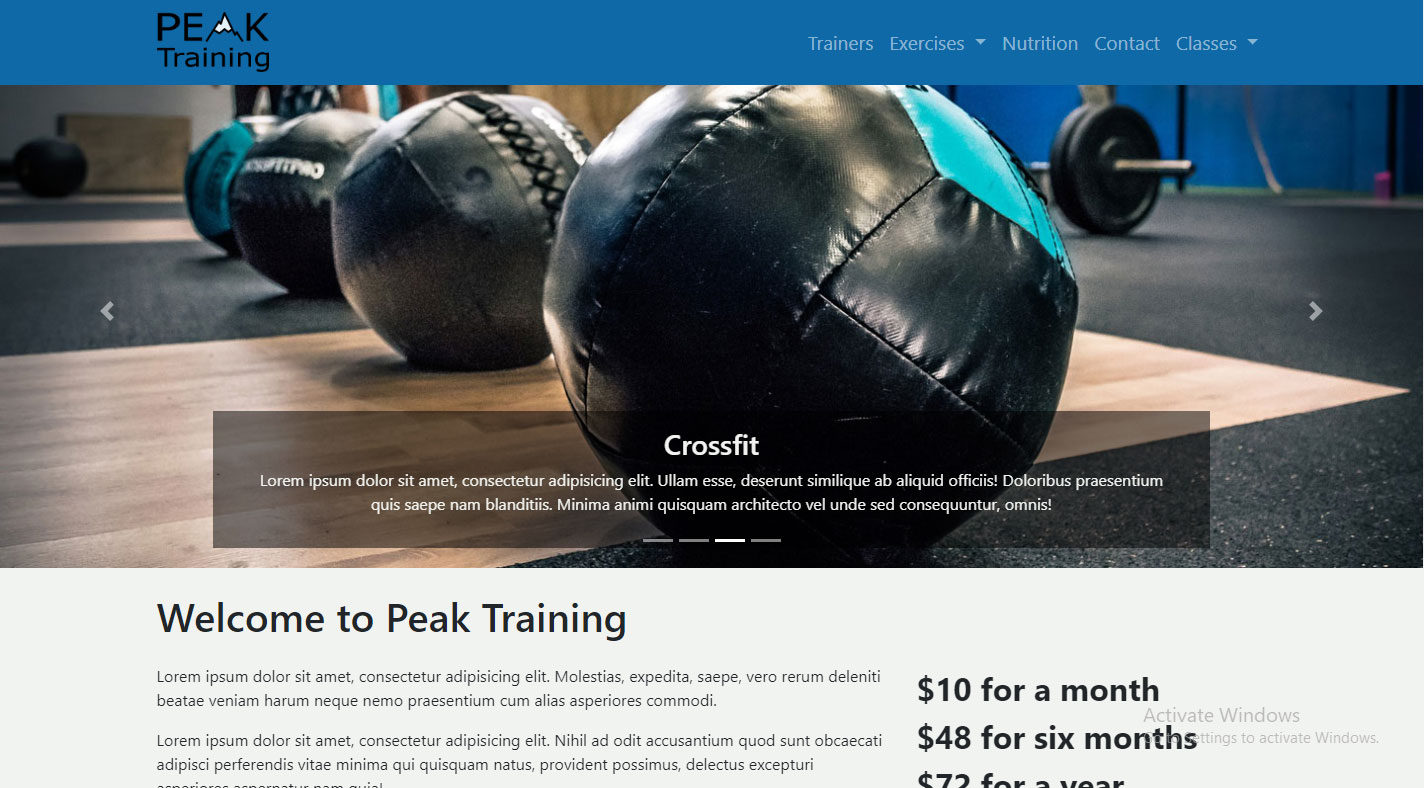 PEAK
Training
Trainers Exercises Nutrition Contact Classes
CROSSFITPRO
Crossfit
Lorem ipsum dolor sit amet, consectetur adipisicing elit. Ullam esse, deserunt similique ab aliquid officiis! Doloribus praesentium
quis saepe nam blanditiis. Minima animi quisquam architecto vel unde sed consequuntur, omnis!
Welcome to Peak Training
Lorem ipsum dolor sit amet, consectetur adipisicing elit. Molestias, expedita, saepe, vero rerum deleniti
beatae veniam harum neque nemo praesentium cum alias asperiores commodi.
Lorem ipsum dolor sit amet, consectetur adipisicing elit. Nihil ad odit accusantium quod sunt obcaecati
adipisci perferendis vitae minima qui quisquam natus, provident possimus, delectus excepturi
asperiores aspernatur nam quia!
$10 for a month
$48 for six months
$72 for a year
Activate Windows
Go to Settings to activate Windows.